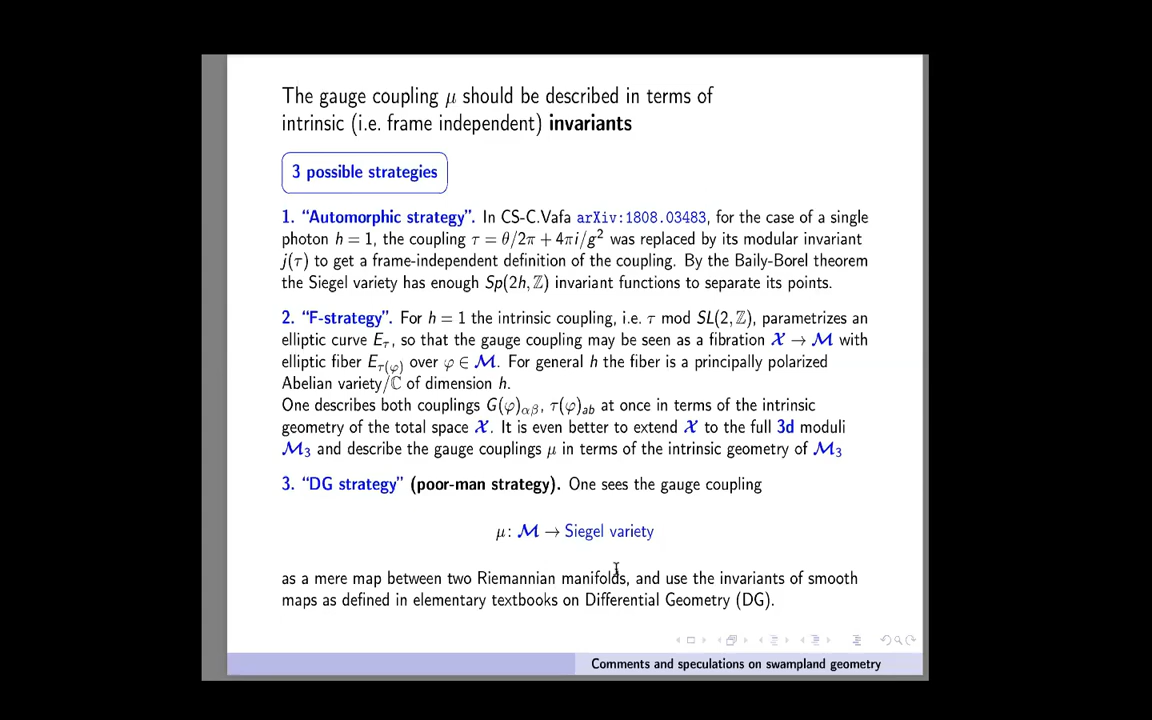 The gauge coupling μ should be described in terms of
intrinsic (i.e. frame independent) invariants
3 possible strategies
1. “Automorphic strategy”. In CS-C.Vafa arXiv:1808.03483, for the case of a single
photon h = 1, the coupling τ = θ/2π + 4πi/g² was replaced by its modular invariant
j(τ) to get a frame-independent definition of the coupling. By the Baily-Borel theorem
the Siegel variety has enough Sp(2h, ℤ) invariant functions to separate its points.
2. “F-strategy”. For h = 1 the intrinsic coupling, i.e. τ mod SL(2, ℤ), parametrizes an
elliptic curve E_τ, so that the gauge coupling may be seen as a fibration 𝒳 → ℳ with
elliptic fiber E_τ(φ) over φ ∈ ℳ. For general h the fiber is a principally polarized
Abelian variety/ℂ of dimension h.
One describes both couplings G(φ)_αβ, τ(φ)_ab at once in terms of the intrinsic
geometry of the total space 𝒳. It is even better to extend 𝒳 to the full 3d moduli
ℳ₃ and describe the gauge couplings μ in terms of the intrinsic geometry of ℳ₃
3. “DG strategy” (poor-man strategy). One sees the gauge coupling
μ: ℳ → Siegel variety
as a mere map between two Riemannian manifolds, and use the invariants of smooth
maps as defined in elementary textbooks on Differential Geometry (DG).
Comments and speculations on swampland geometry